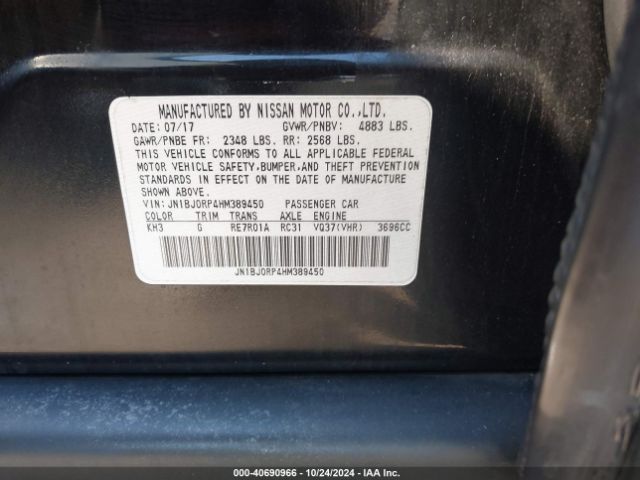 MANUFACTURED BY NISSAN MOTOR CO.,LTD.
DATE: 07/17 GVWR/PNBV: 4883 LBS.
GAWR/PNBE FR: 2348 LBS. RR: 2568 LBS.
THIS VEHICLE CONFORMS TO ALL APPLICABLE FEDERAL
MOTOR VEHICLE SAFETY,BUMPER,AND THEFT PREVENTION
STANDARDS IN EFFECT ON THE DATE OF MANUFACTURE
SHOWN ABOVE.
VIN: JN1BJ0RP4HM389450 PASSENGER CAR
COLOR TRIM TRANS AXLE ENGINE
KH3 G RE7R01A RC31 VQ37(VHR) 3696CC
JN1BJ0RP4HM389450
000-40690966 - 10/24/2024 - IAA Inc.